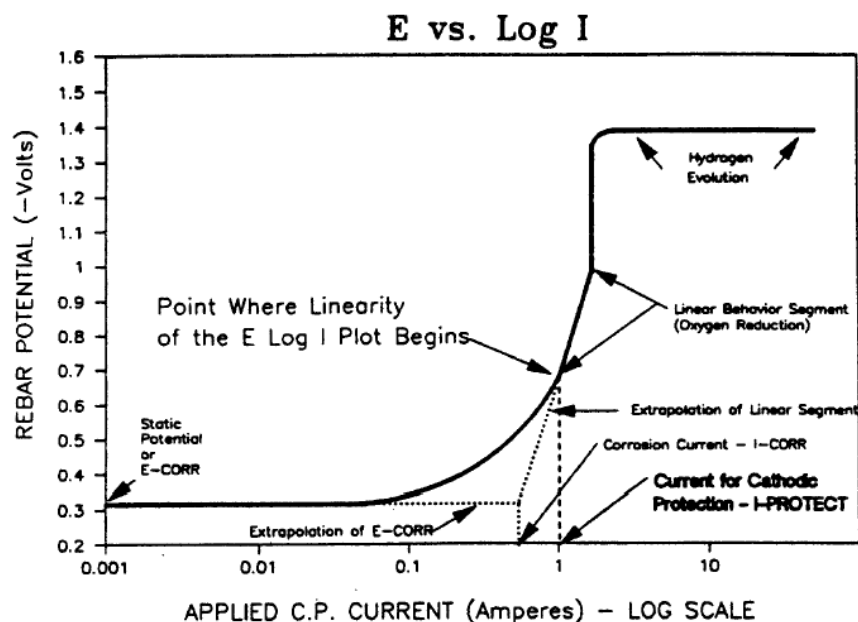 E vs. Log I
REBAR POTENTIAL (-Volts)
1.6
1.5
1.4
1.3
1.2
1.1
1
0.9
0.8
0.7
0.6
0.5
0.4
0.3
0.2
Hydrogen
Evolution
Point Where Linearity
of the E Log I Plot Begins
Linear Behavior Segment
(Oxygen Reduction)
Static
Potential
or
E-CORR
Extrapolation of Linear Segment
Corrosion Current - I-CORR
Current for Cathodic
Protection - I-PROTECT
Extrapolation of E-CORR
0.001
0.01
0.1
1
10
APPLIED C.P. CURRENT (Amperes) - LOG SCALE